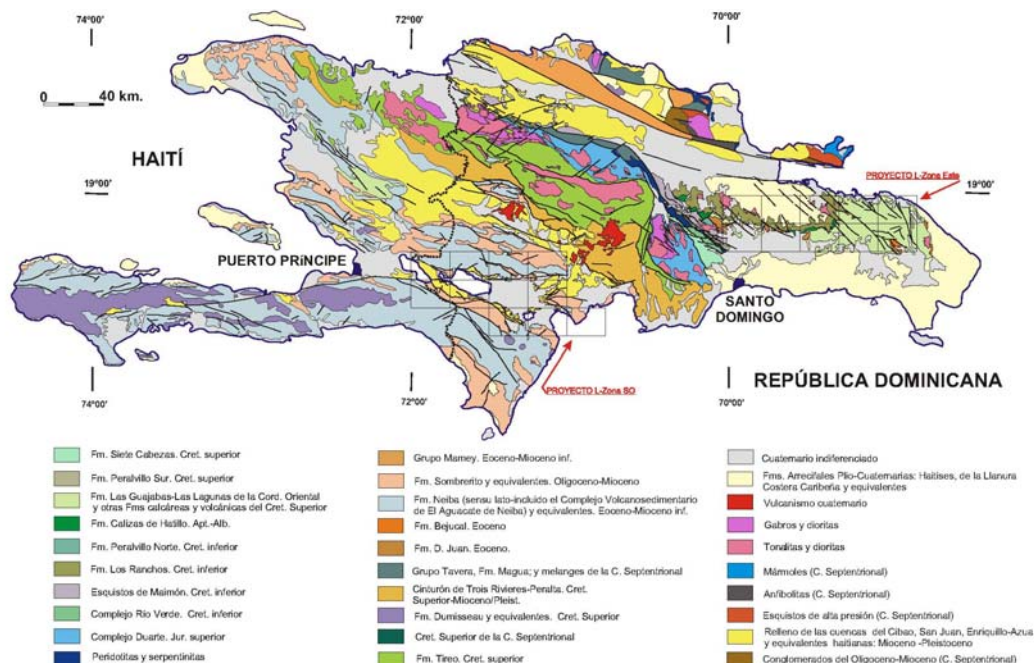 74°00'
72°00'
70°00'
0 40 km.
HAITÍ
19°00'
PROYECTO L-Zona Este
19°00'
PUERTO PRíNCIPE
SANTO
DOMINGO
PROYECTO L-Zona SO
REPÚBLICA DOMINICANA
74°00'
72°00'
70°00'
Fm. Siete Cabezas. Cret. superior
Fm. Peralvillo Sur. Cret. superior
Fm. Las Guajabas-Las Lagunas de la Cord. Oriental
y otras Fms calcáreas y volcánicas del Cret. Superior
Fm. Calizas de Hatillo. Apt.-Alb.
Fm. Peralvillo Norte. Cret. inferior
Fm. Los Ranchos. Cret. inferior
Esquistos de Maimón. Cret. inferior
Complejo Río Verde. Cret. inferior
Complejo Duarte. Jur. superior
Peridotitas y serpentinitas
Grupo Mamey. Eoceno-Mioceno inf.
Fm. Sombrerito y equivalentes. Oligoceno-Mioceno
Fm. Neiba (sensu lato-incluido el Complejo Volcanosedimentario
de El Aguacate de Neiba) y equivalentes. Eoceno-Mioceno inf.
Fm. Bejucal. Eoceno
Fm. D. Juan. Eoceno.
Grupo Tavera, Fm. Magua; y melanges de la C. Septentrional
Cinturón de Trois Rivieres-Peralta. Cret.
Superior-Mioceno/Pleist.
Fm. Dumisseau y equivalentes. Cret. Superior
Cret. Superior de la C. Septentrional
Fm. Tireo. Cret. superior
Cuaternario indiferenciado
Fms. Arrecifales Plio-Cuaternarias: Haitises, de la Llanura
Costera Caribeña y equivalentes
Vulcanismo cuaternario
Gabros y dioritas
Tonalitas y dioritas
Mármoles (C. Septentrional)
Anfibolitas (C. Septentrional)
Esquistos de alta presión (C. Septentrional)
Relleno de las cuencas del Cibao, San Juan, Enriquillo-Azua
y equivalentes haitianas: Mioceno-Pleistoceno
Conglomerados del Oligoceno-Mioceno (C. Septentrional)